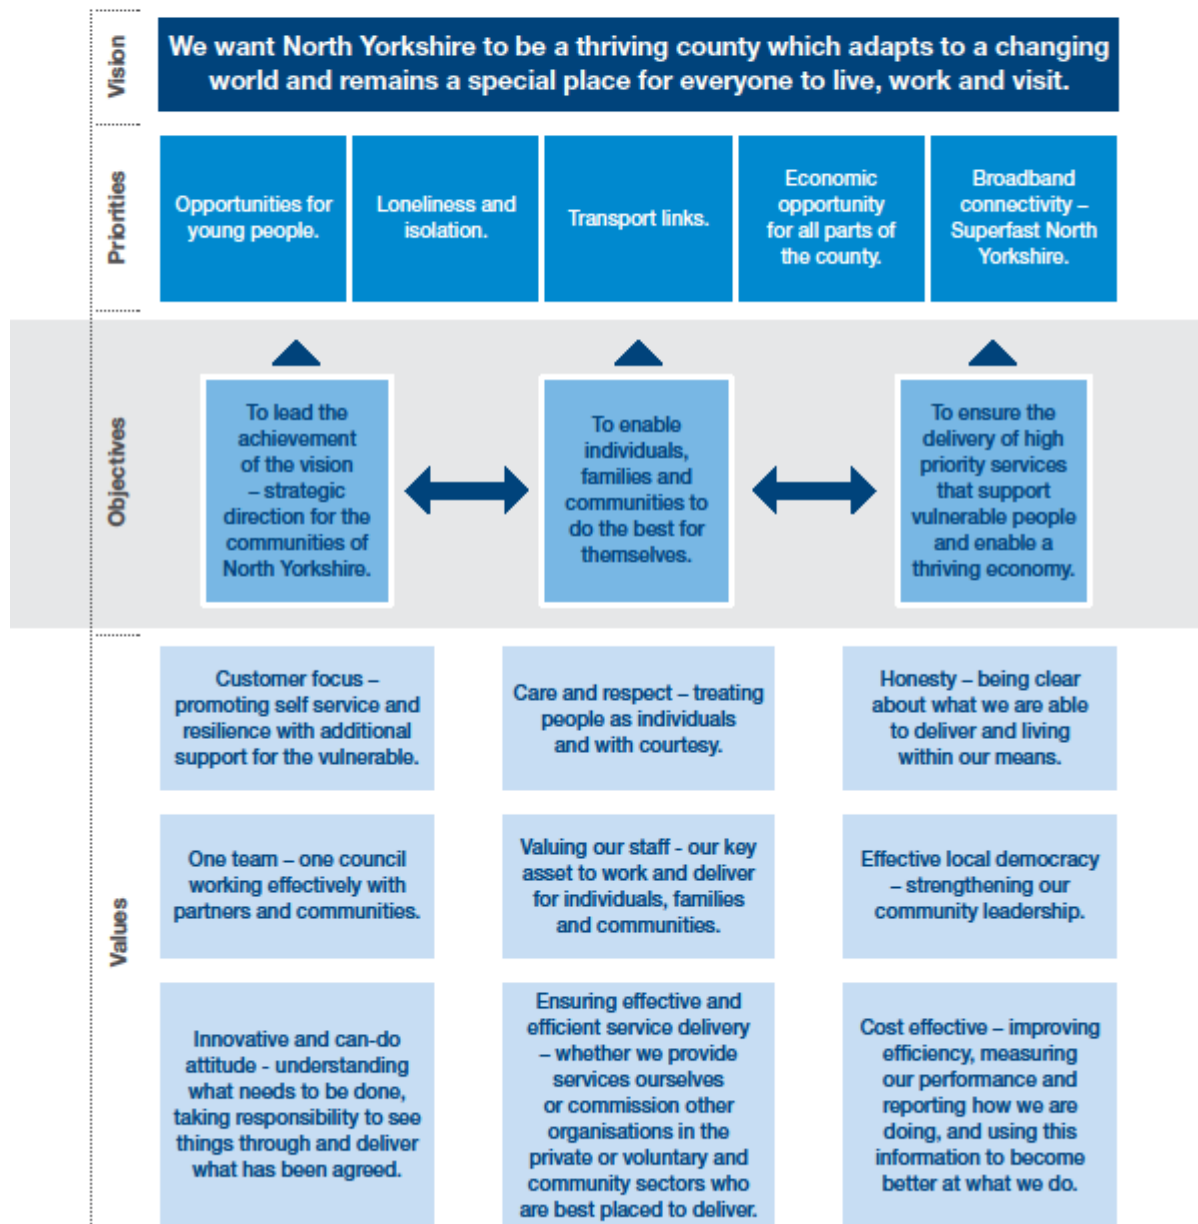 Vision
We want North Yorkshire to be a thriving county which adapts to a changing
world and remains a special place for everyone to live, work and visit.
Priorities
Opportunities for
young people.
Loneliness and
isolation.
Transport links.
Economic
opportunity
for all parts of
the county.
Broadband
connectivity –
Superfast North
Yorkshire.
Objectives
To lead the
achievement
of the vision
– strategic
direction for the
communities of
North Yorkshire.
To enable
individuals,
families and
communities to
do the best for
themselves.
To ensure the
delivery of high
priority services
that support
vulnerable people
and enable a
thriving economy.
Values
Customer focus –
promoting self service and
resilience with additional
support for the vulnerable.
Care and respect – treating
people as individuals
and with courtesy.
Honesty – being clear
about what we are able
to deliver and living
within our means.
One team – one council
working effectively with
partners and communities.
Valuing our staff - our key
asset to work and deliver
for individuals, families
and communities.
Effective local democracy
– strengthening our
community leadership.
Innovative and can-do
attitude - understanding
what needs to be done,
taking responsibility to see
things through and deliver
what has been agreed.
Ensuring effective and
efficient service delivery
– whether we provide
services ourselves
or commission other
organisations in the
private or voluntary and
community sectors who
are best placed to deliver.
Cost effective – improving
efficiency, measuring
our performance and
reporting how we are
doing, and using this
information to become
better at what we do.